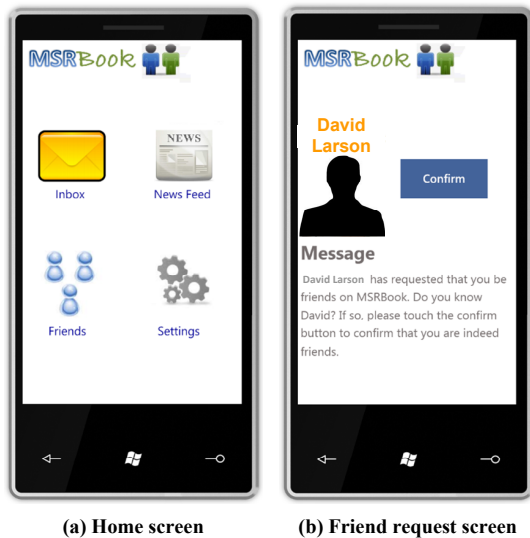 MSRBook
Inbox
NEWS
News Feed
Friends
Settings
(a) Home screen
MSRBook
David
Larson
Confirm
Message
David Larson has requested that you be
friends on MSRBook. Do you know
David? If so, please touch the confirm
button to confirm that you are indeed
friends.
(b) Friend request screen